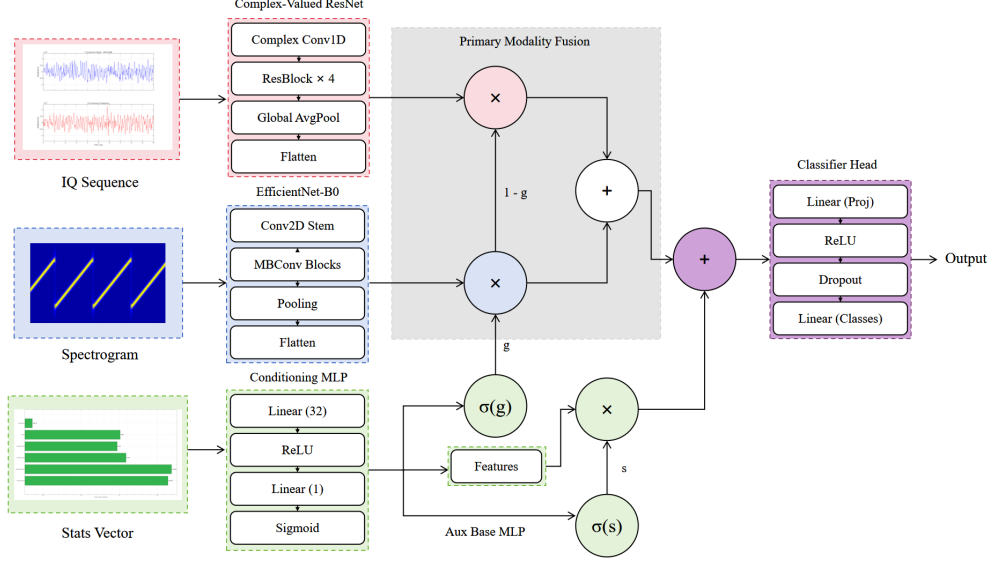 Complex-Valued ResNet
Complex Conv1D
ResBlock × 4
Global AvgPool
Flatten
IQ Sequence
Primary Modality Fusion
×
1 - g
+
×
g
EfficientNet-B0
Conv2D Stem
MBConv Blocks
Pooling
Flatten
Spectrogram
Conditioning MLP
Linear (32)
ReLU
Linear (1)
Sigmoid
Stats Vector
σ(g)
Features
×
s
σ(s)
Aux Base MLP
+
Classifier Head
Linear (Proj)
ReLU
Dropout
Linear (Classes)
Output